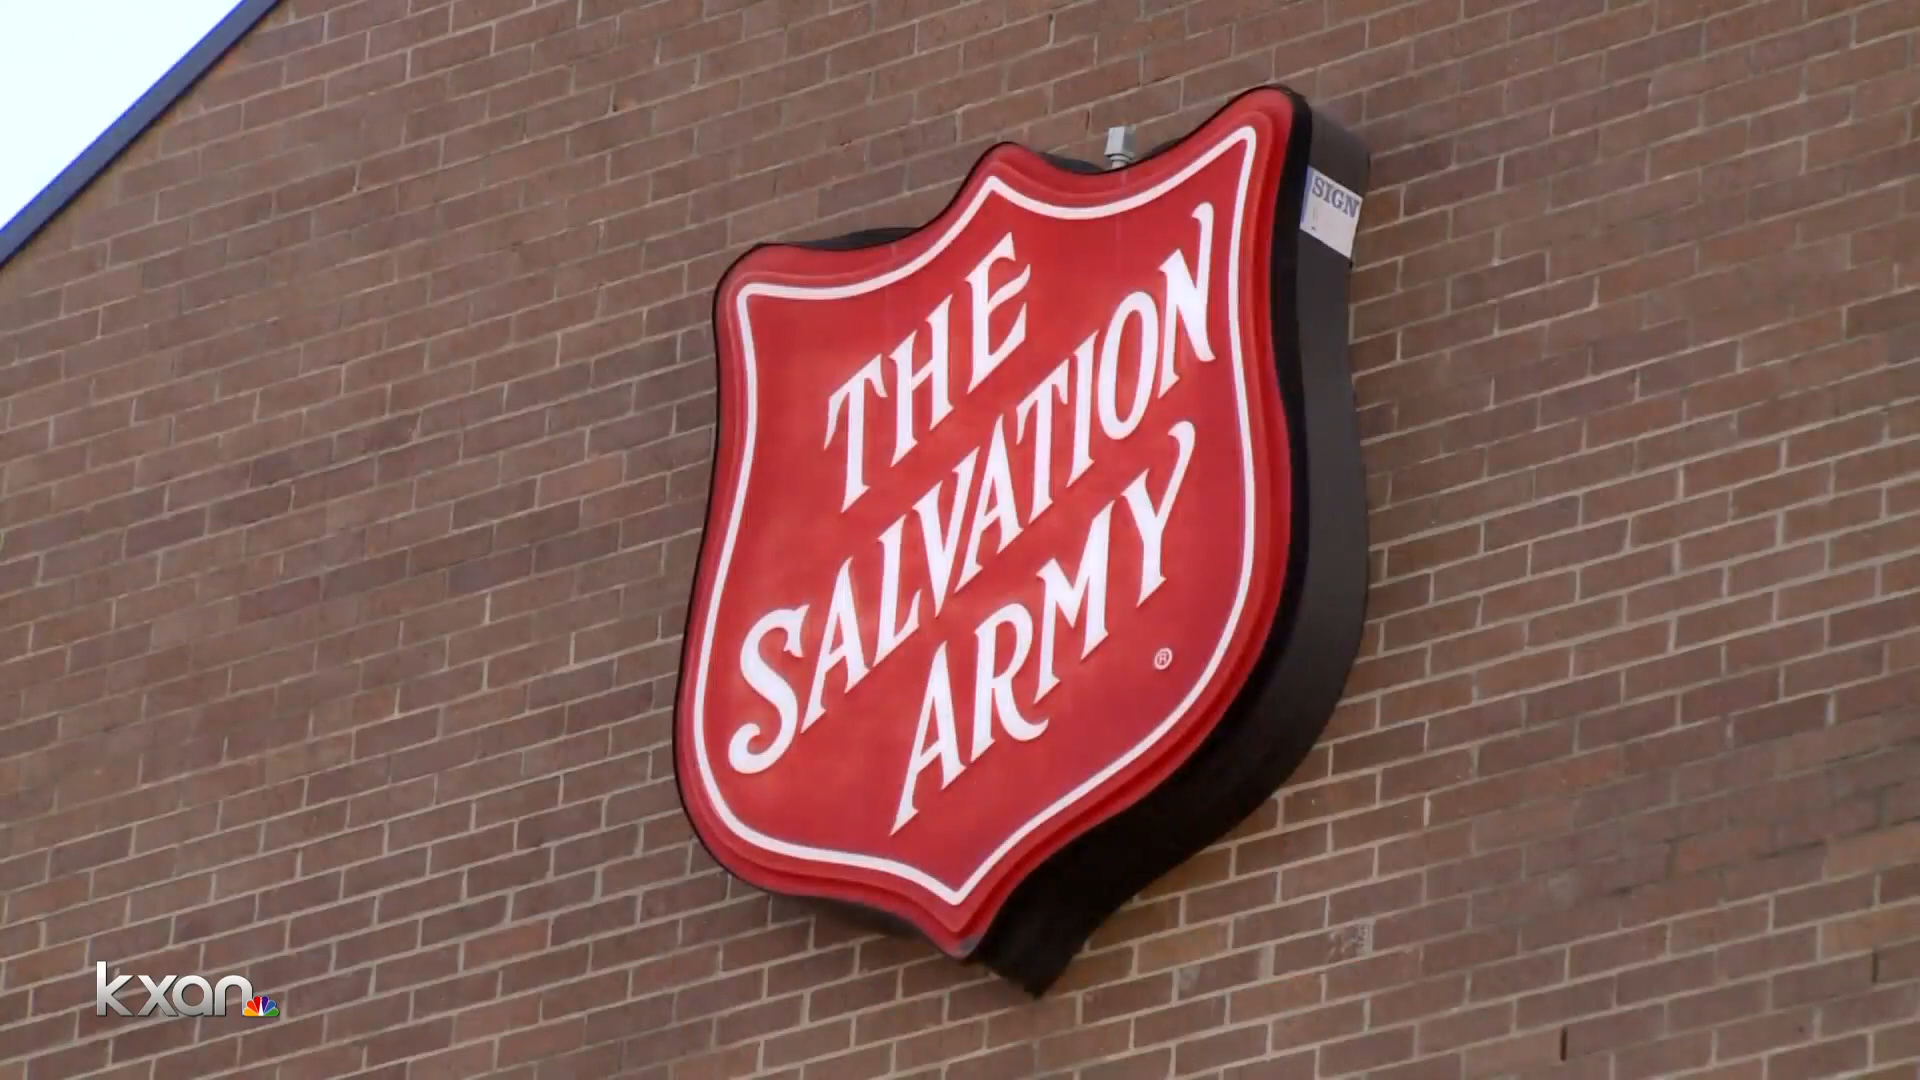 THE
SALVATION
ARMY
®
SIGN
kxan